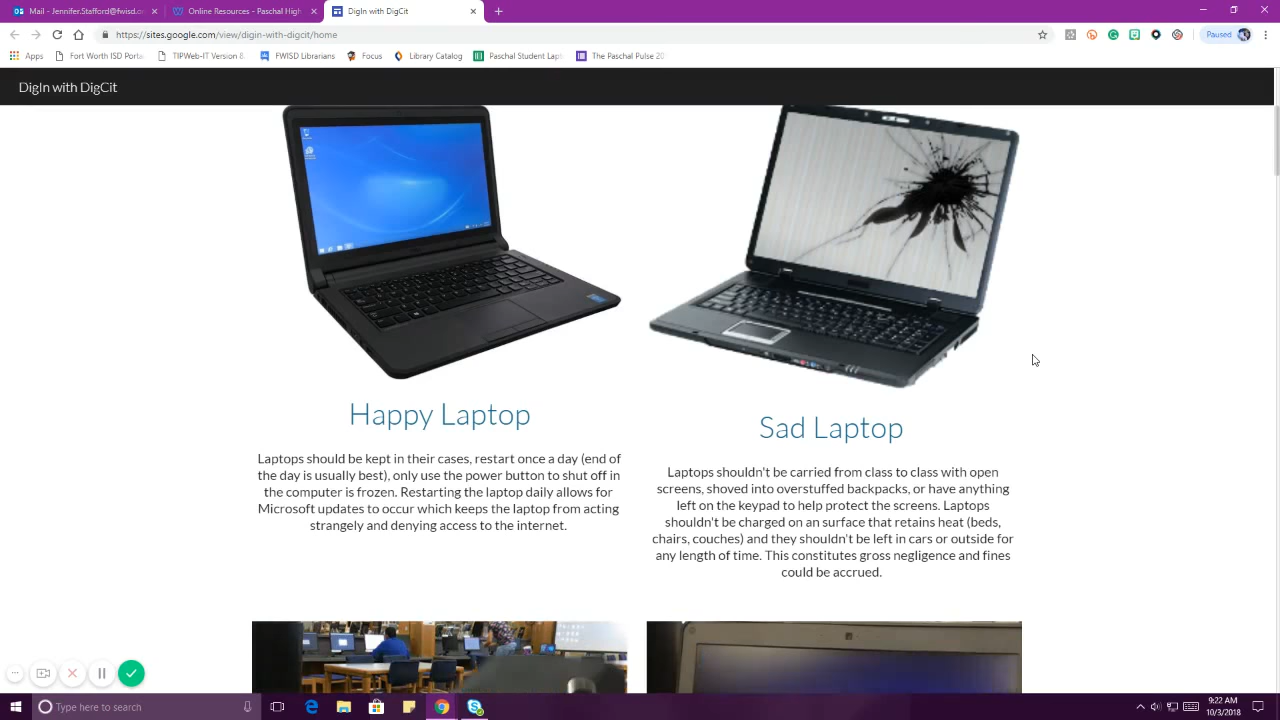 Mail - Jennifer.Stafford@fwisd.o
Online Resources - Paschal High
DigIn with DigCit
https://sites.google.com/view/digin-with-digcit/home
Paused
Apps
Fort Worth ISD Porta
TIPWeb-IT Version 8
FWISD Librarians
Focus
Library Catalog
Paschal Student Lap
The Paschal Pulse 20
DigIn with DigCit
Happy Laptop
Laptops should be kept in their cases, restart once a day (end of
the day is usually best), only use the power button to shut off in
the computer is frozen. Restarting the laptop daily allows for
Microsoft updates to occur which keeps the laptop from acting
strangely and denying access to the internet.
Sad Laptop
Laptops shouldn't be carried from class to class with open
screens, shoved into overstuffed backpacks, or have anything
left on the keypad to help protect the screens. Laptops
shouldn't be charged on an surface that retains heat (beds,
chairs, couches) and they shouldn't be left in cars or outside for
any length of time. This constitutes gross negligence and fines
could be accrued.
Type here to search
9:22 AM
10/3/2018